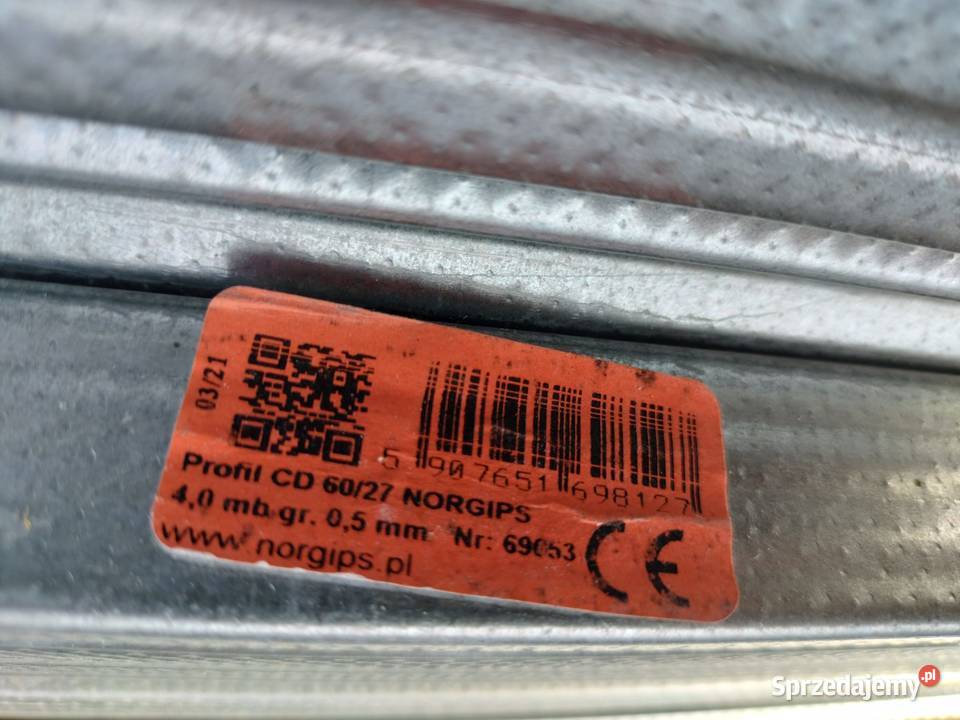 03/21
5 907651 698127
Profil CD 60/27 NORGIPS
4,0 mb gr. 0,5 mm Nr: 69053
www.norgips.pl
CE
Sprzedajemy.pl